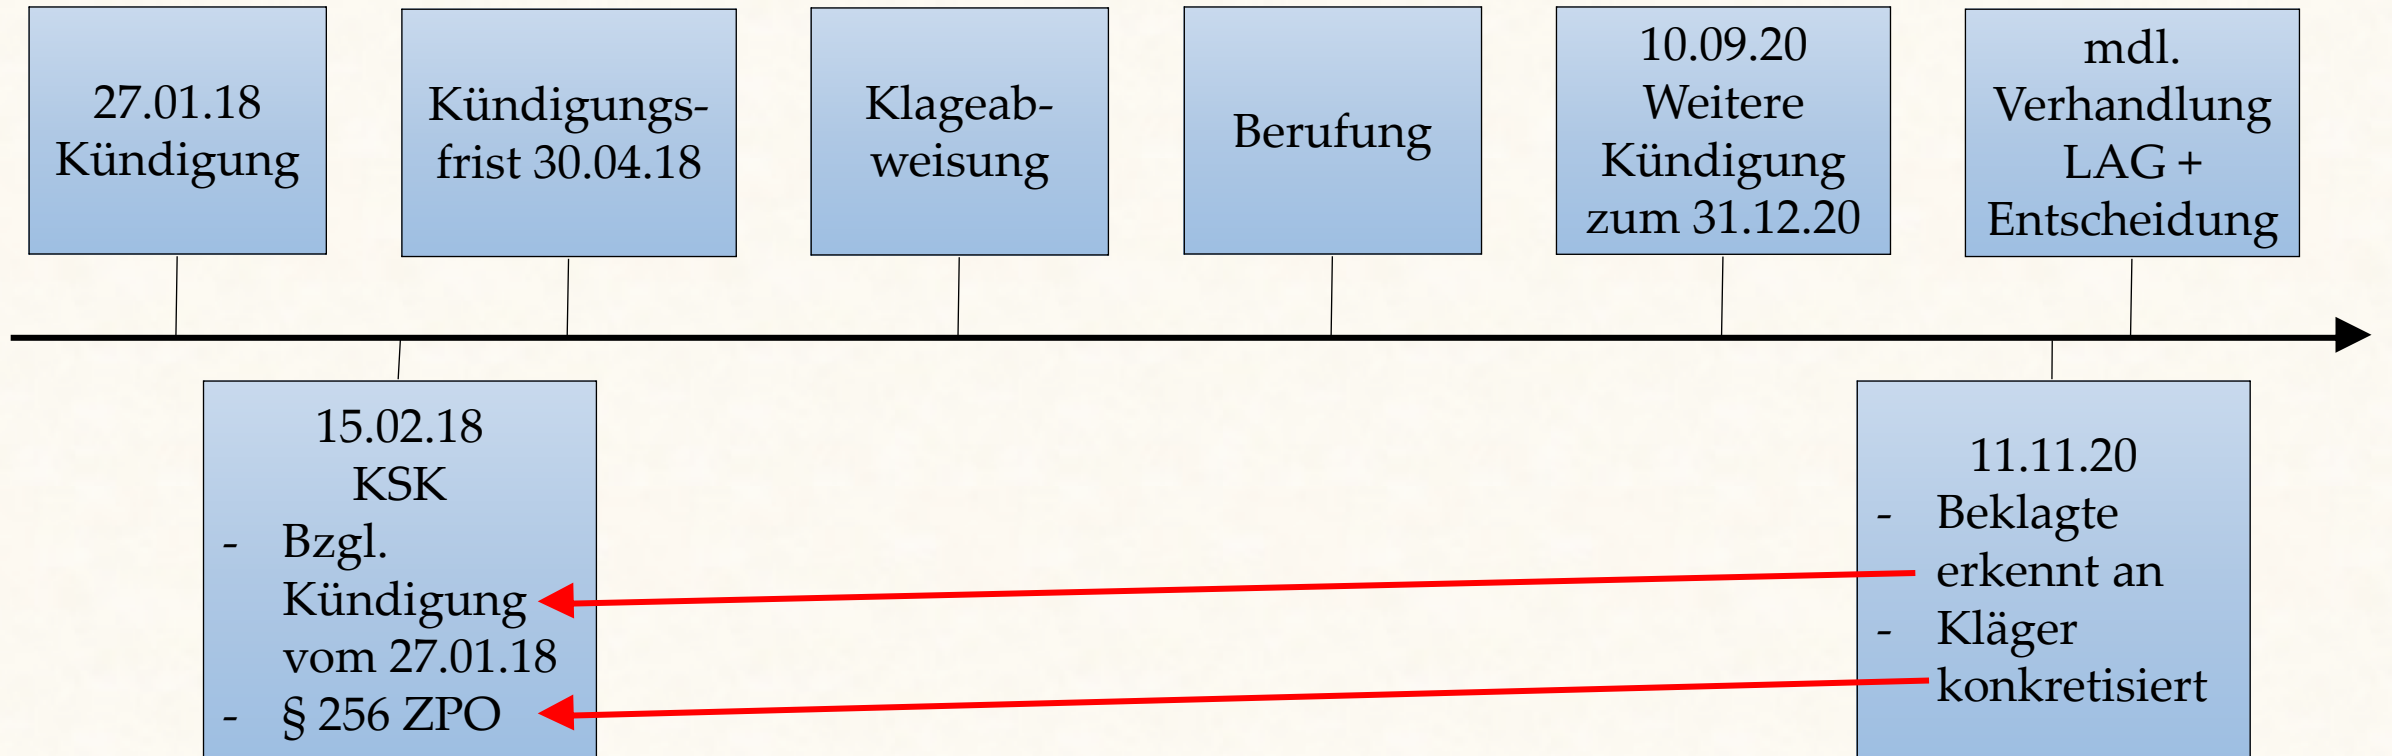 27.01.18
Kündigung
Kündigungs-
frist 30.04.18
Klageab-
weisung
Berufung
10.09.20
Weitere
Kündigung
zum 31.12.20
mdl.
Verhandlung
LAG +
Entscheidung
15.02.18
KSK
- Bzgl.
Kündigung
vom 27.01.18
- § 256 ZPO
11.11.20
- Beklagte
erkennt an
- Kläger
konkretisiert